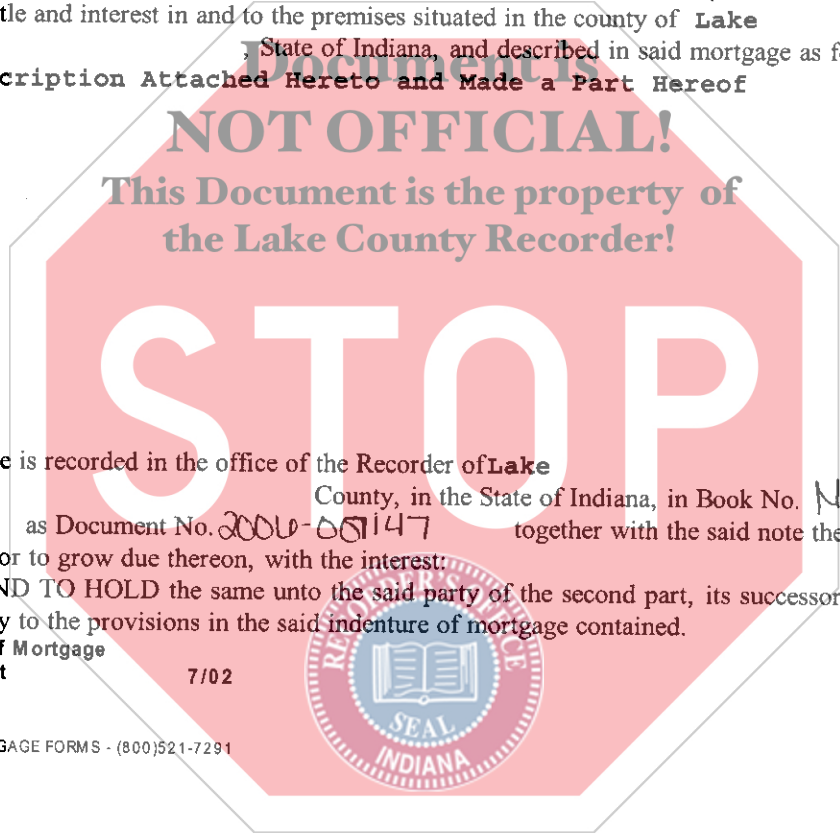 tle and interest in and to the premises situated in the county of Lake
, State of Indiana, and described in said mortgage as f
Document is
cription Attached Hereto and Made a Part Hereof
NOT OFFICIAL!
This Document is the property of
the Lake County Recorder!
STOP
e is recorded in the office of the Recorder of Lake
County, in the State of Indiana, in Book No. N
as Document No. together with the said note the
or to grow due thereon, with the interest:
ND TO HOLD the same unto the said party of the second part, its successor
y to the provisions in the said indenture of mortgage contained.
f Mortgage
t 7/02
RECORDER'S OFFICE
SEAL
INDIANA
GAGE FORMS - (800)521-7291